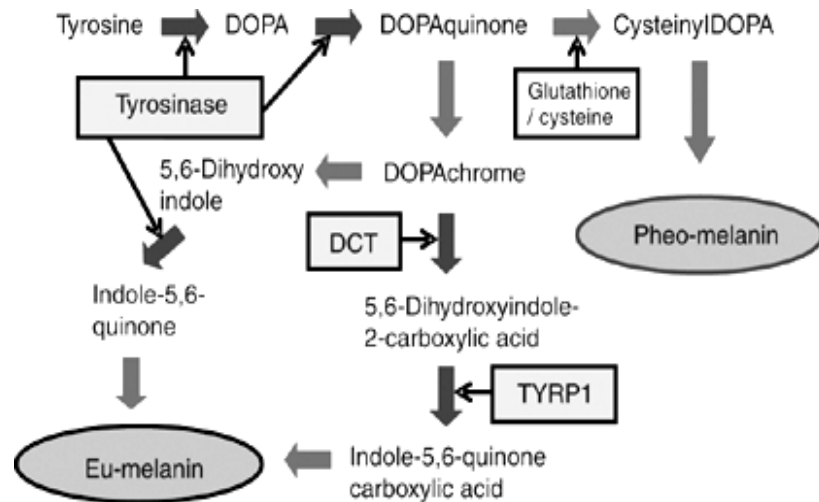 Tyrosine
DOPA
DOPAquinone
CysteinylDOPA
Tyrosinase
Glutathione
/ cysteine
5,6-Dihydroxy
indole
DOPAchrome
DCT
Pheo-melanin
Indole-5,6-
quinone
5,6-Dihydroxyindole-
2-carboxylic acid
TYRP1
Eu-melanin
Indole-5,6-quinone
carboxylic acid